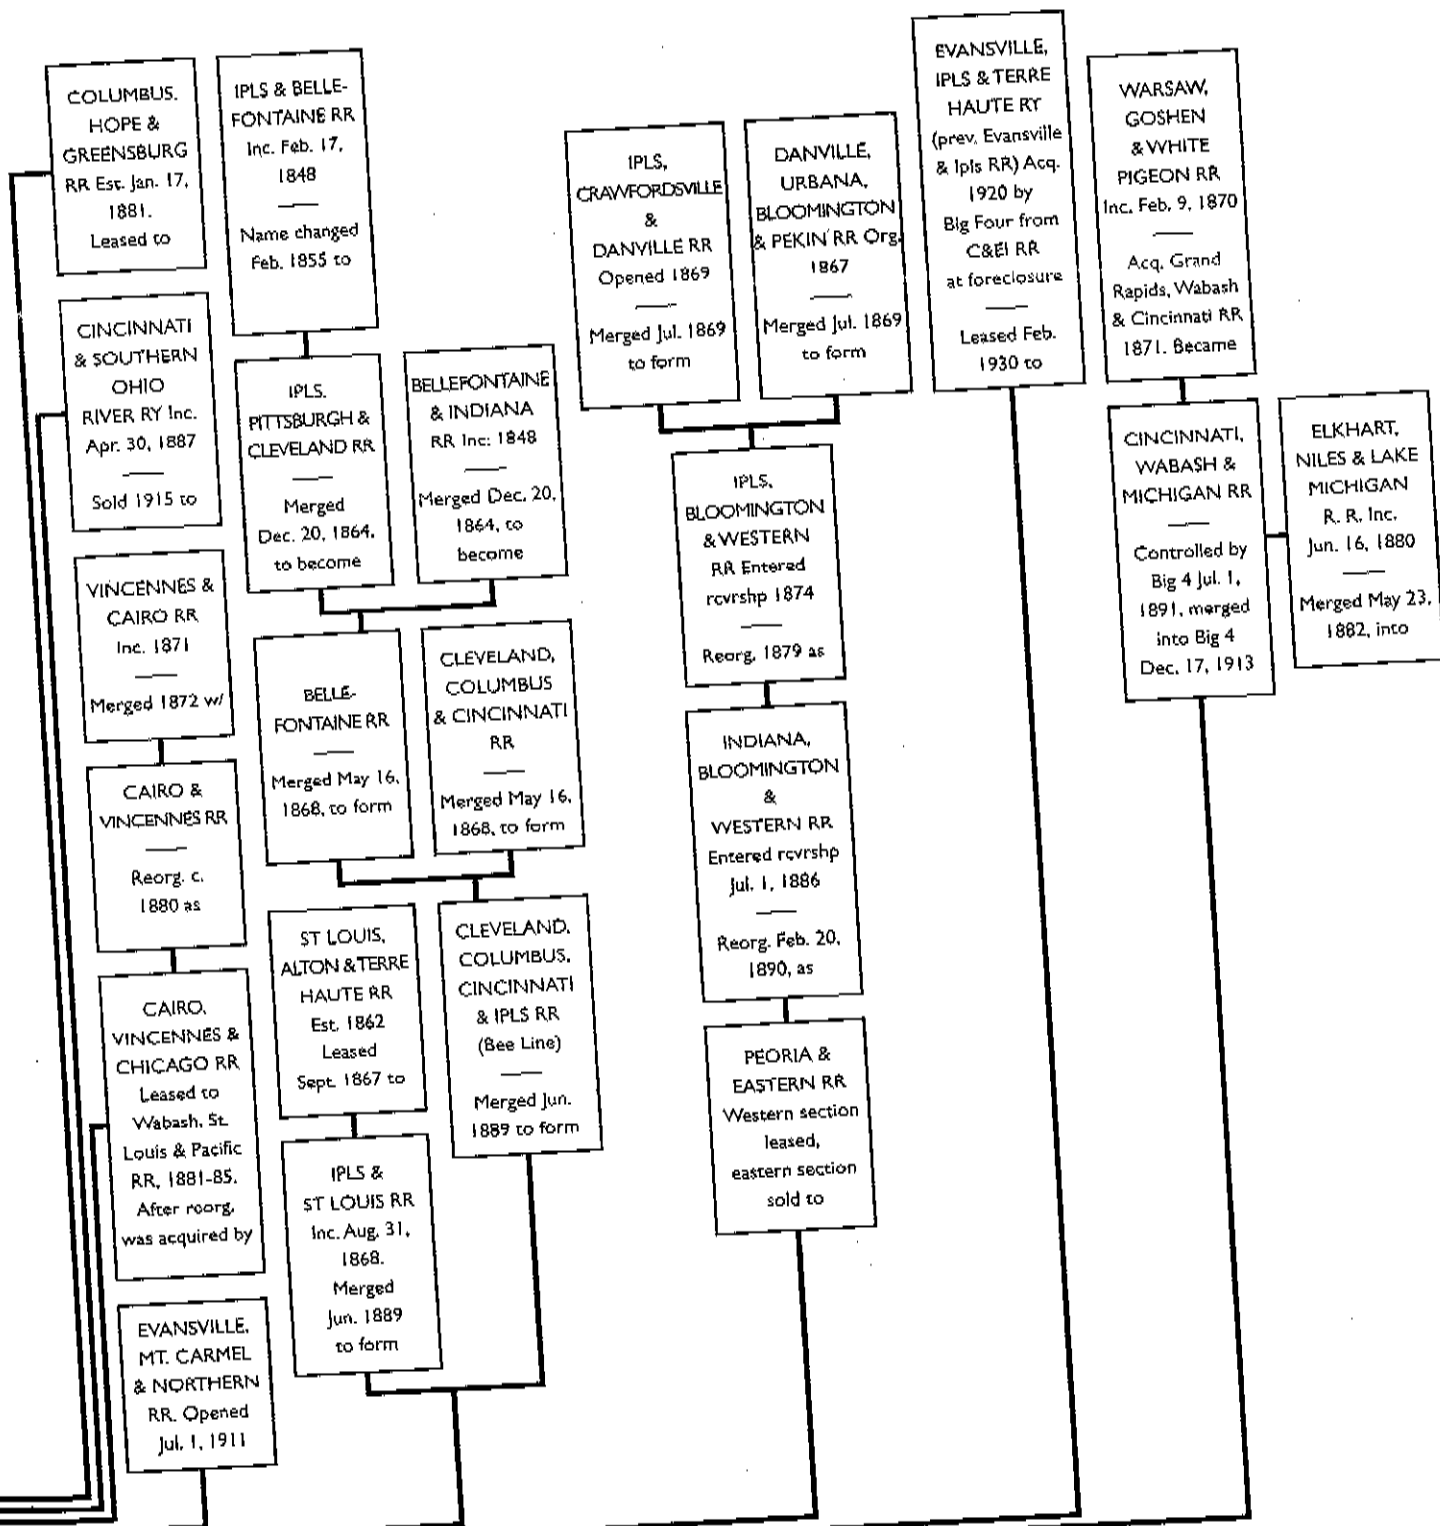 COLUMBUS.
HOPE &
GREENSBURG
RR Est. Jan. 17,
1881.
Leased to
CINCINNATI
& SOUTHERN
OHIO
RIVER RY Inc.
Apr. 30, 1887
Sold 1915 to
VINCENNES &
CAIRO RR
Inc. 1871
Merged 1872 w/
CAIRO &
VINCENNES RR
Reorg. c.
1880 as
CAIRO,
VINCENNES &
CHICAGO RR
Leased to
Wabash, St.
Louis & Pacific
RR, 1881-85.
After roorg.
was acquired by
EVANSVILLE,
MT. CARMEL
& NORTHERN
RR. Opened
Jul. 1, 1911
IPLS & BELLE-
FONTAINE RR
Inc. Feb. 17,
1848
Name changed
Feb. 1855 to
IPLS.
PITTSBURGH &
CLEVELAND RR
Merged
Dec. 20, 1864,
to become
BELLEFONTAINE
& INDIANA
RR Inc: 1848
Merged Dec. 20,
1864, to
become
BELLE-
FONTAINE RR
Merged May 16,
1868, to form
CLEVELAND,
COLUMBUS
& CINCINNATI
RR
Merged May 16,
1868, to form
ST LOUIS,
ALTON & TERRE
HAUTE RR
Est. 1862
Leased
Sept. 1867 to
CLEVELAND,
COLUMBUS,
CINCINNATI
& IPLS RR
(Bee Line)
Merged Jun.
1889 to form
IPLS &
ST LOUIS RR
Inc. Aug. 31,
1868.
Merged
Jun. 1889
to form
IPLS,
CRAWFORDSVILLE
&
DANVILLE RR
Opened 1869
Merged Jul. 1869
to form
DANVILLE,
URBANA,
BLOOMINGTON
& PEKIN RR Org.
1867
Merged Jul. 1869
to form
IPLS,
BLOOMINGTON
& WESTERN
RR Entered
rcvrshp 1874
Reorg. 1879 as
INDIANA,
BLOOMINGTON
&
WESTERN RR
Entered rcvrshp
Jul. 1, 1886
Reorg. Feb. 20,
1890, as
PEORIA &
EASTERN RR
Western section
leased,
eastern section
sold to
EVANSVILLE,
IPLS & TERRE
HAUTE RY
(prev. Evansville
& Ipls RR) Acq.
1920 by
Big Four from
C&EI RR
at foreclosure
Leased Feb.
1930 to
WARSAW,
GOSHEN
& WHITE
PIGEON RR
Inc. Feb. 9, 1870
Acq. Grand
Rapids, Wabash
& Cincinnati RR
1871. Became
CINCINNATI,
WABASH &
MICHIGAN RR
Controlled by
Big 4 Jul. 1,
1891, merged
into Big 4
Dec. 17, 1913
ELKHART,
NILES & LAKE
MICHIGAN
R. R. Inc.
Jun. 16, 1880
Merged May 23,
1882, into